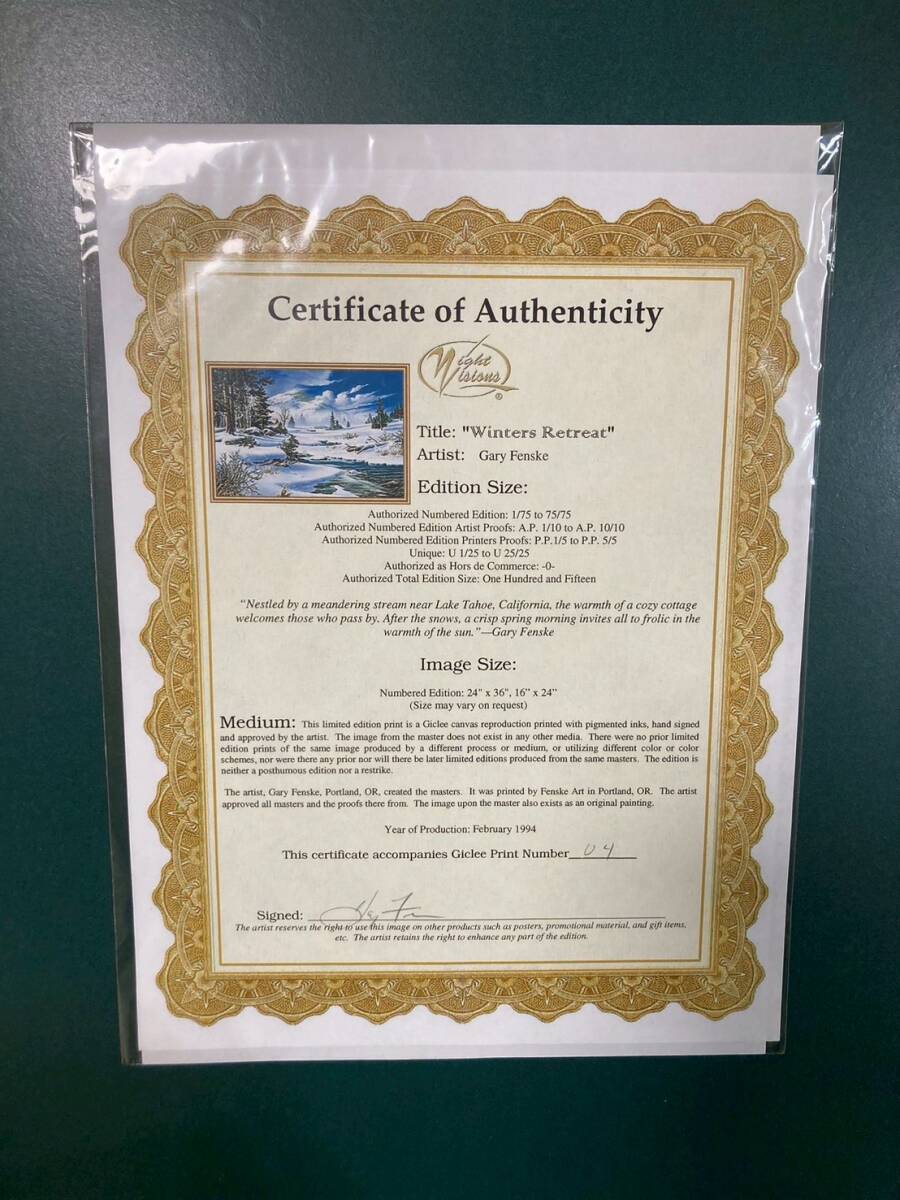 Certificate of Authenticity
Night
Visions
®
Title: "Winters Retreat"
Artist: Gary Fenske
Edition Size:
Authorized Numbered Edition: 1/75 to 75/75
Authorized Numbered Edition Artist Proofs: A.P. 1/10 to A.P. 10/10
Authorized Numbered Edition Printers Proofs: P.P.1/5 to P.P. 5/5
Unique: U 1/25 to U 25/25
Authorized as Hors de Commerce: -0-
Authorized Total Edition Size: One Hundred and Fifteen
“Nestled by a meandering stream near Lake Tahoe, California, the warmth of a cozy cottage
welcomes those who pass by. After the snows, a crisp spring morning invites all to frolic in the
warmth of the sun.”—Gary Fenske
Image Size:
Numbered Edition: 24" x 36", 16” x 24”
(Size may vary on request)
Medium: This limited edition print is a Giclee canvas reproduction printed with pigmented inks, hand signed
and approved by the artist. The image from the master does not exist in any other media. There were no prior limited
edition prints of the same image produced by a different process or medium, or utilizing different color or color
schemes, nor were there any prior nor will there be later limited editions produced from the same masters. The edition is
neither a posthumous edition nor a restrike.
The artist, Gary Fenske, Portland, OR, created the masters. It was printed by Fenske Art in Portland, OR. The artist
approved all masters and the proofs there from. The image upon the master also exists as an original painting.
Year of Production: February 1994
This certificate accompanies Giclee Print Number U 4
Signed:
The artist reserves the right to use this image on other products such as posters, promotional material, and gift items,
etc. The artist retains the right to enhance any part of the edition.